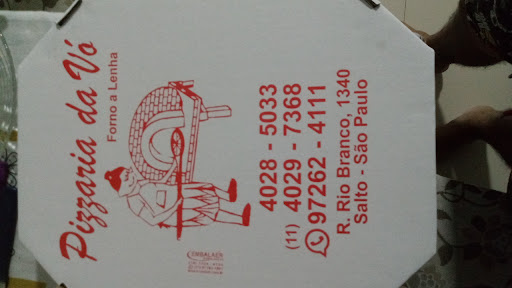 Pizzaria da Vó
Forno a Lenha
4028 - 5033
(11) 4029 - 7368
97262 - 4111
R. Rio Branco, 1340
Salto - São Paulo